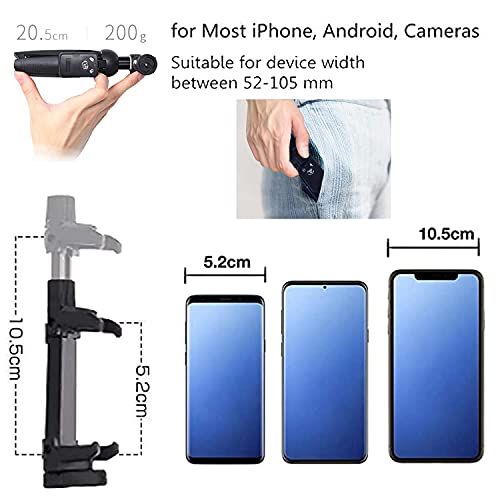 20.5cm | 200g
for Most iPhone, Android, Cameras
Suitable for device width
between 52-105 mm
5.2cm
10.5cm
10.5cm
5.2cm